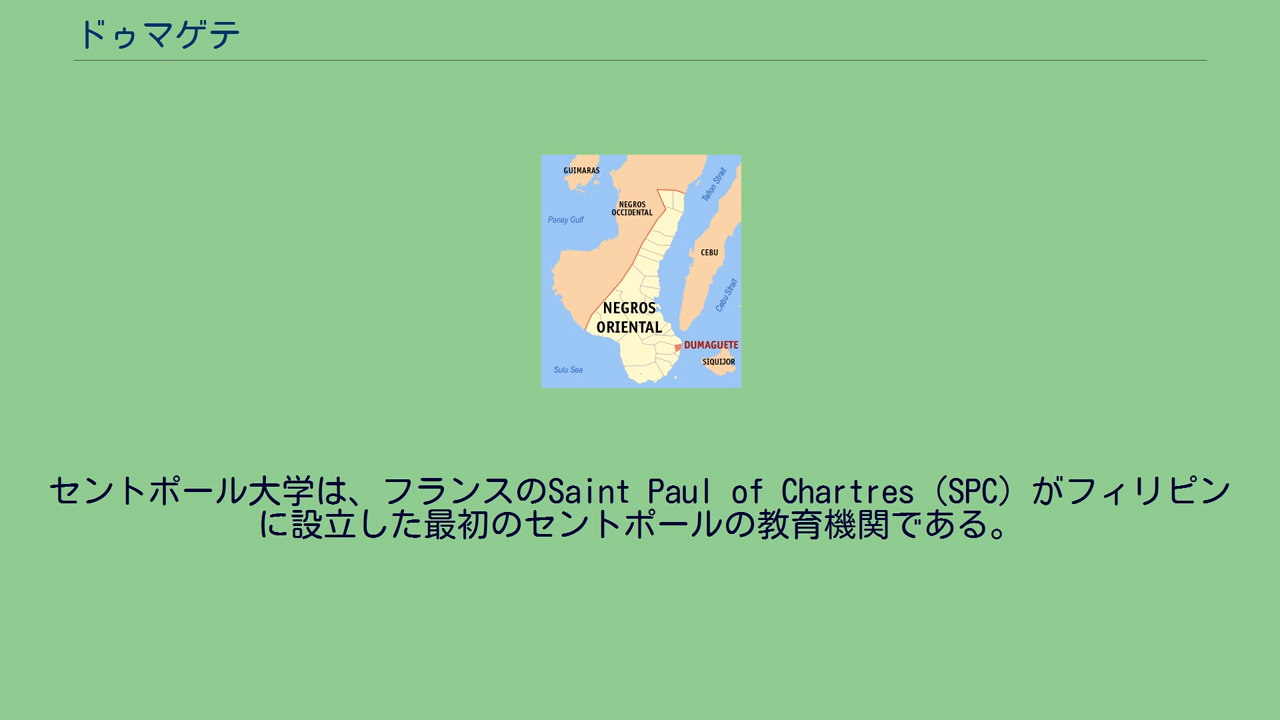 ドゥマゲテ
GUIMARAS
Tañon Strait
NEGROS
OCCIDENTAL
Panay Gulf
CEBU
Cebu Strait
NEGROS
ORIENTAL
DUMAGUETE
SIQUIJOR
Sulu Sea
セントポール大学は、フランスのSaint Paul of Chartres (SPC) がフィリピン
に設立した最初のセントポールの教育機関である。